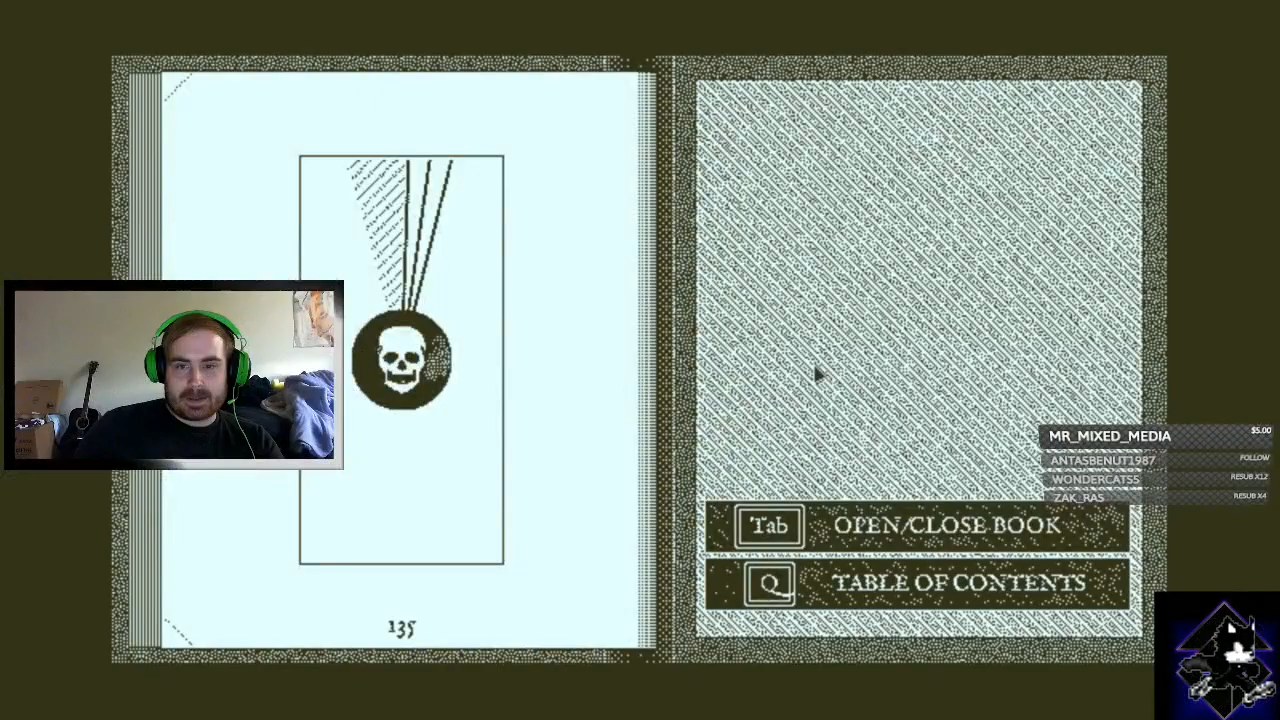 135
Tab OPEN/CLOSE BOOK
Q TABLE OF CONTENTS
MR_MIXED_MEDIA $5.00
ANTASBENUT1987 FOLLOW
WONDERCATSS RESUB X12
ZAK_RAS RESUB X4